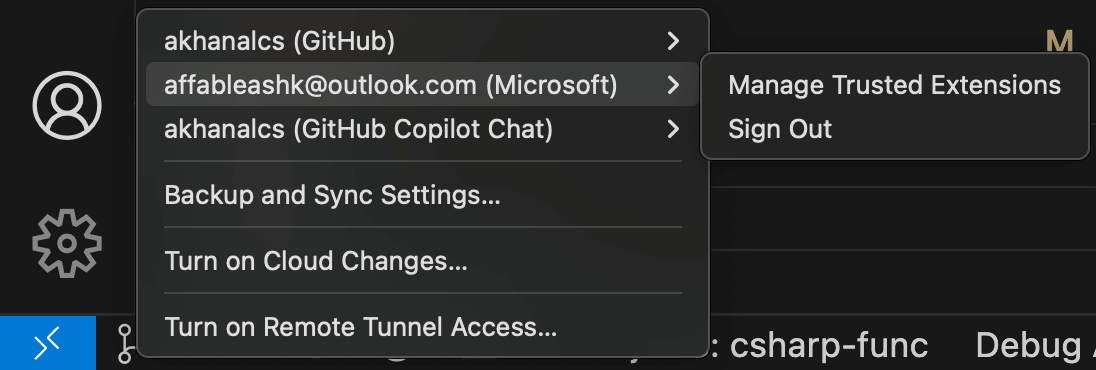 akhanalcs (GitHub)
M
affableashk@outlook.com (Microsoft)
Manage Trusted Extensions
akhanalcs (GitHub Copilot Chat)
Sign Out
Backup and Sync Settings...
Turn on Cloud Changes...
Turn on Remote Tunnel Access...
: csharp-func
Debug